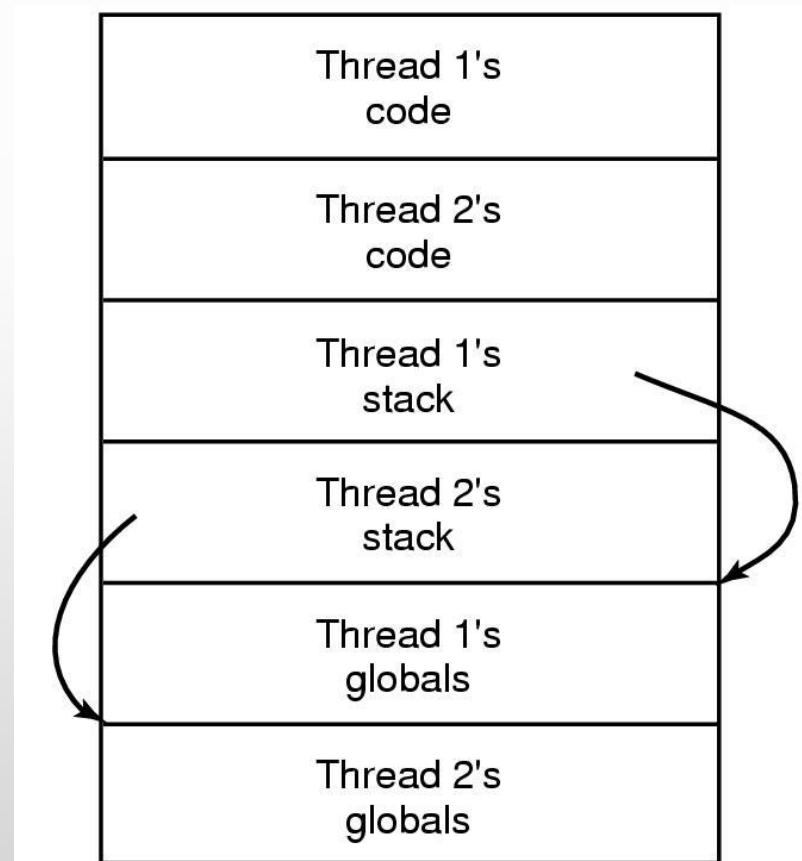 Thread 1's
code
Thread 2's
code
Thread 1's
stack
Thread 2's
stack
Thread 1's
globals
Thread 2's
globals